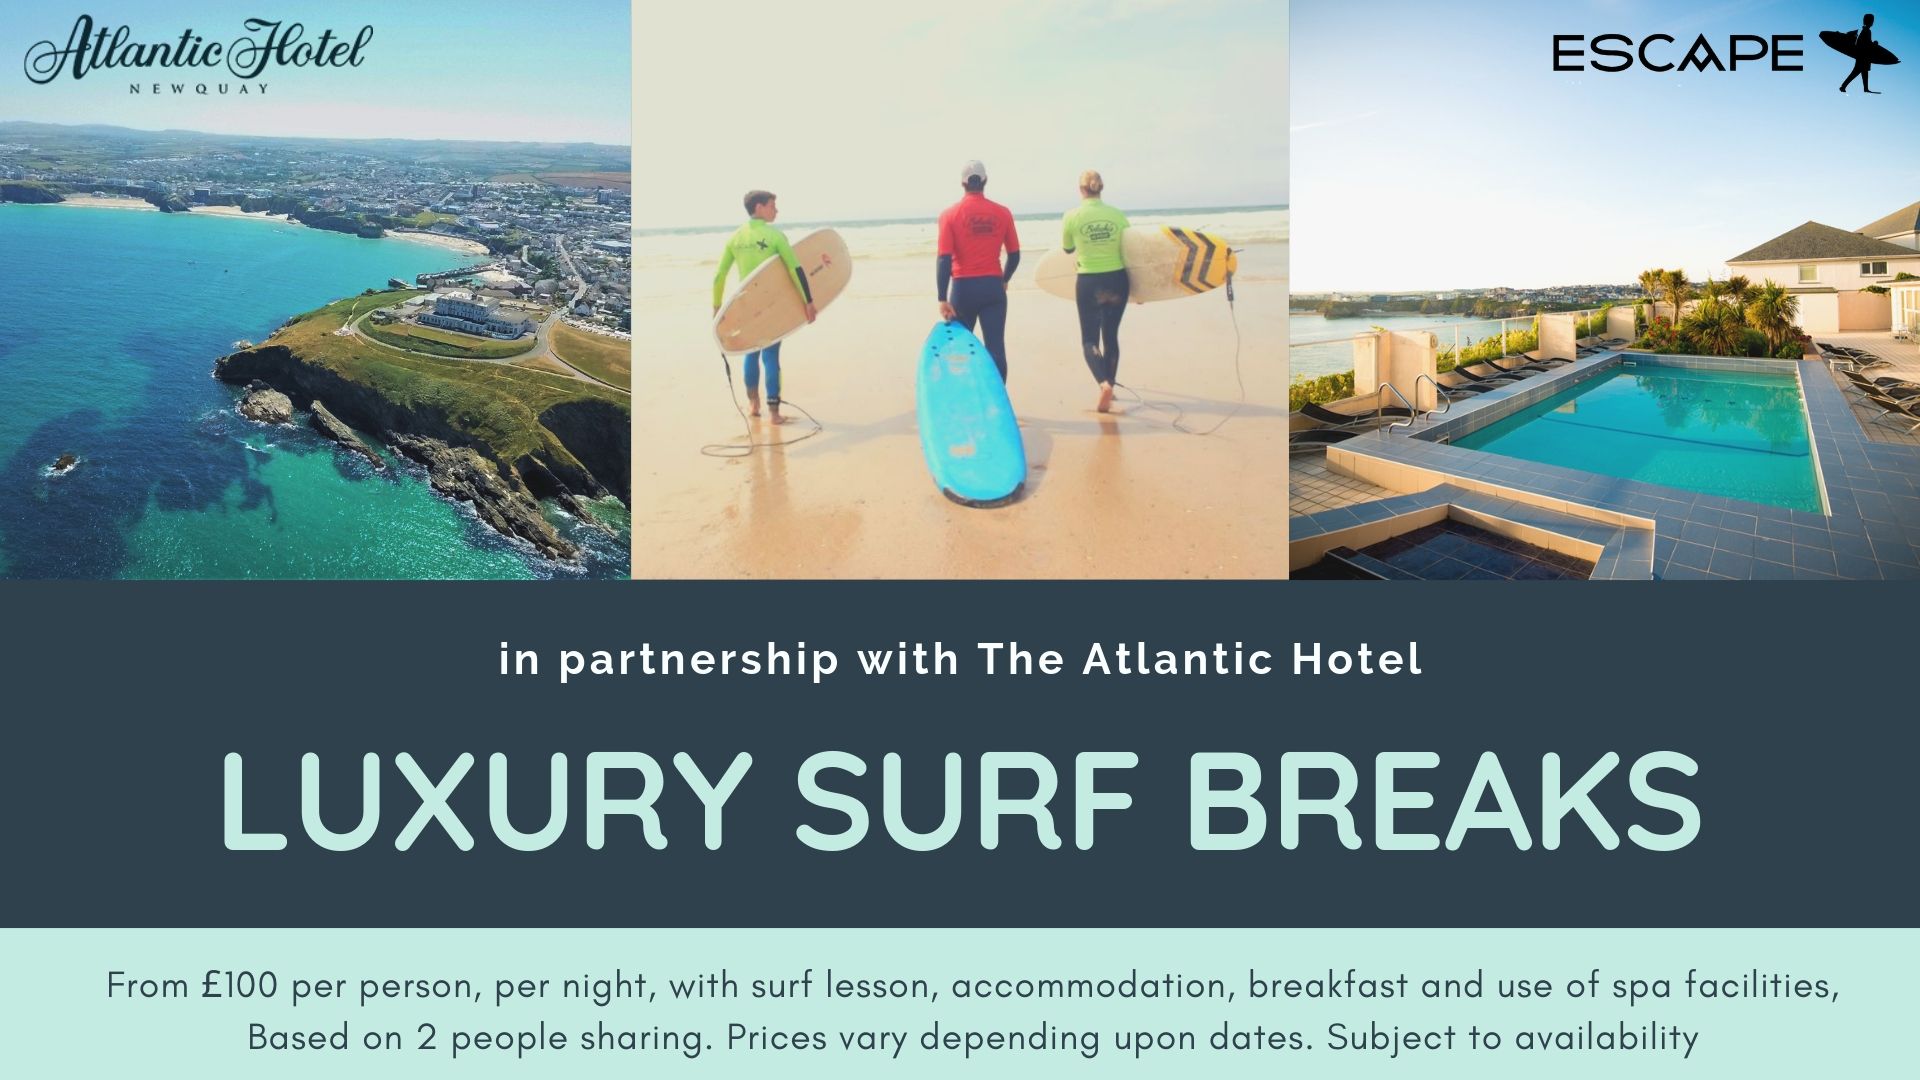 Atlantic Hotel
NEWQUAY
ESCAPE
in partnership with The Atlantic Hotel
LUXURY SURF BREAKS
From £100 per person, per night, with surf lesson, accommodation, breakfast and use of spa facilities,
Based on 2 people sharing. Prices vary depending upon dates. Subject to availability